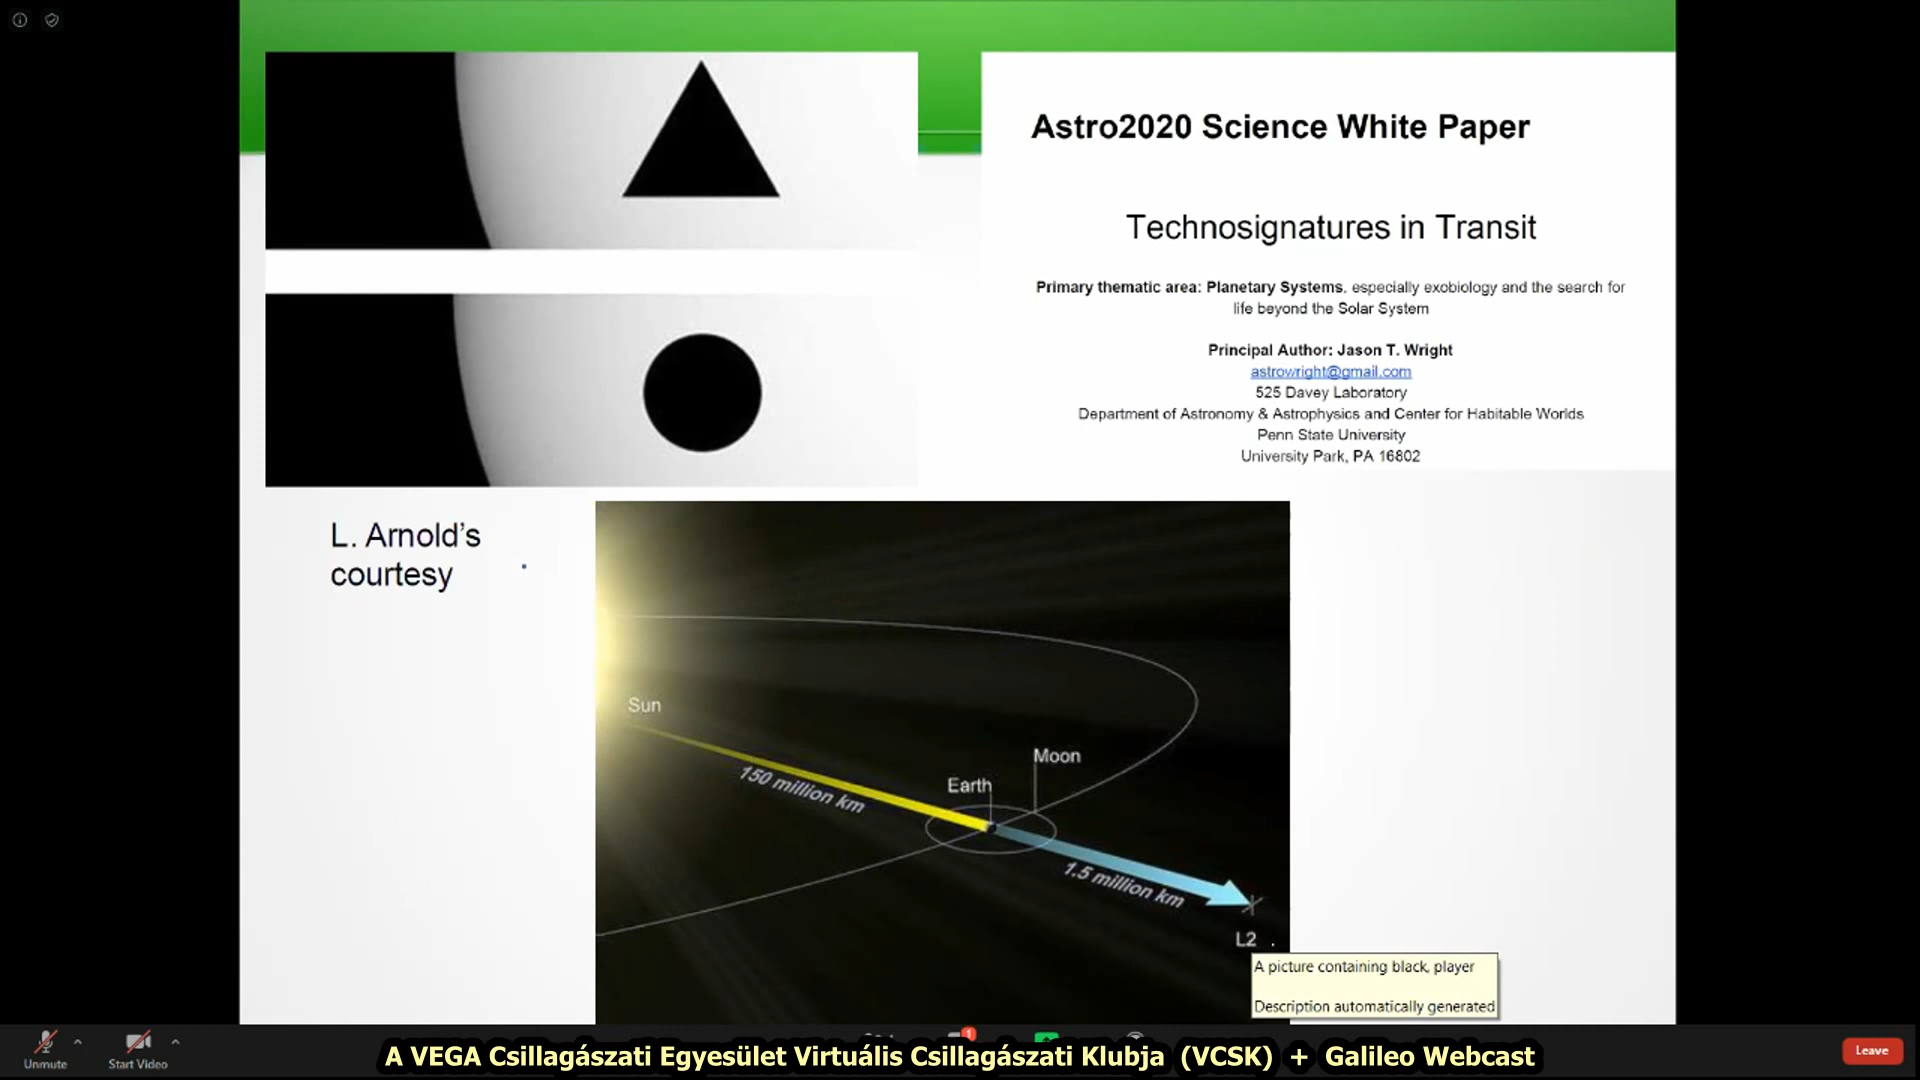 Astro2020 Science White Paper
Technosignatures in Transit
Primary thematic area: Planetary Systems, especially exobiology and the search for
life beyond the Solar System
Principal Author: Jason T. Wright
astrowright@gmail.com
525 Davey Laboratory
Department of Astronomy & Astrophysics and Center for Habitable Worlds
Penn State University
University Park, PA 16802
L. Arnold's
courtesy
Sun
150 million km
Earth
Moon
1.5 million km
L2
A picture containing black, player
Description automatically generated
Unmute
Start Video
1
A VEGA Csillagászati Egyesület Virtuális Csillagászati Klubja (VCSK) + Galileo Webcast
Leave